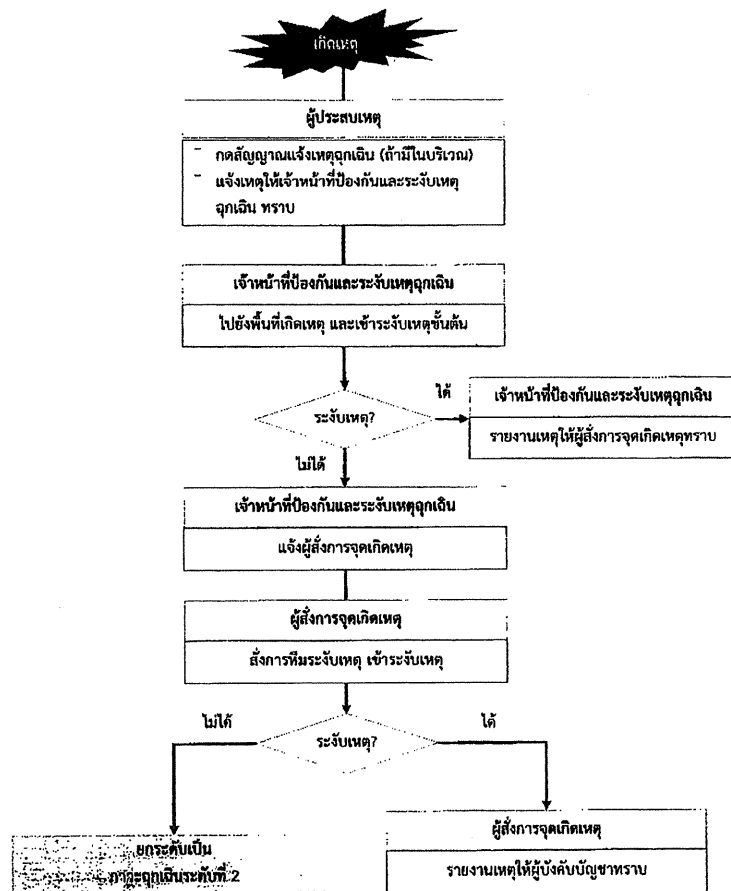 เกิดเหตุ
ผู้ประสบเหตุ
- กดสัญญาณแจ้งเหตุฉุกเฉิน (ถ้ามีในบริเวณ)
- แจ้งเหตุให้เจ้าหน้าที่ป้องกันและระงับเหตุ
ฉุกเฉิน ทราบ
เจ้าหน้าที่ป้องกันและระงับเหตุฉุกเฉิน
ไปยังพื้นที่เกิดเหตุ และเข้าระงับเหตุขั้นต้น
ระงับเหตุ?
ได้
เจ้าหน้าที่ป้องกันและระงับเหตุฉุกเฉิน
รายงานเหตุให้ผู้สั่งการจุดเกิดเหตุทราบ
ไม่ได้
เจ้าหน้าที่ป้องกันและระงับเหตุฉุกเฉิน
แจ้งผู้สั่งการจุดเกิดเหตุ
ผู้สั่งการจุดเกิดเหตุ
สั่งการทีมระงับเหตุ เข้าระงับเหตุ
ไม่ได้
ระงับเหตุ?
ได้
ยกระดับเป็น
ภาวะฉุกเฉินระดับที่ 2
ผู้สั่งการจุดเกิดเหตุ
รายงานเหตุให้ผู้บังคับบัญชาทราบ